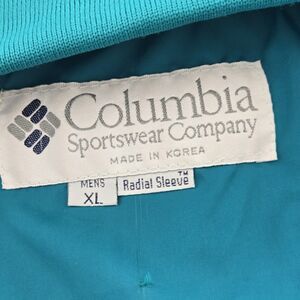 Columbia
Sportswear Company
MADE IN KOREA
MENS
XL
Radial Sleeve™